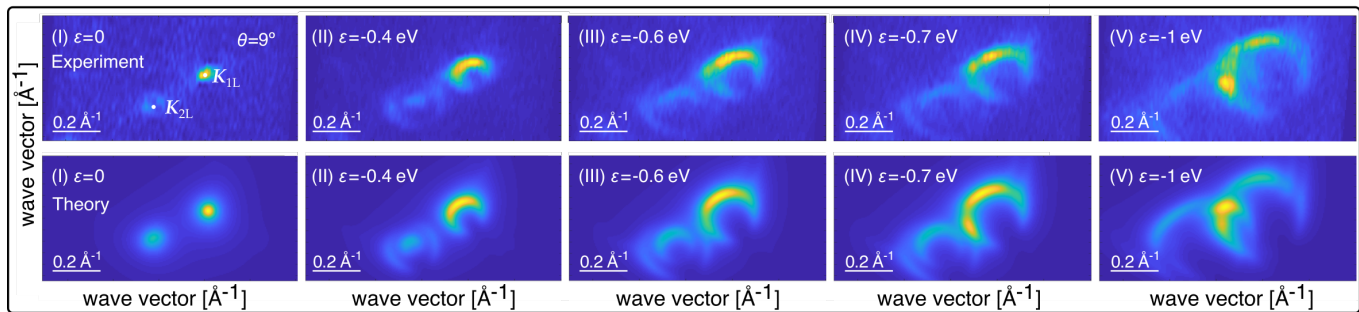 wave vector [Å⁻¹]
(I) ε=0
θ=9º
Experiment
K1L
K2L
0.2 Å⁻¹
(II) ε=-0.4 eV
0.2 Å⁻¹
(III) ε=-0.6 eV
0.2 Å⁻¹
(IV) ε=-0.7 eV
0.2 Å⁻¹
(V) ε=-1 eV
0.2 Å⁻¹
wave vector [Å⁻¹]
(I) ε=0
Theory
0.2 Å⁻¹
(II) ε=-0.4 eV
0.2 Å⁻¹
(III) ε=-0.6 eV
0.2 Å⁻¹
(IV) ε=-0.7 eV
0.2 Å⁻¹
(V) ε=-1 eV
0.2 Å⁻¹
wave vector [Å⁻¹]
wave vector [Å⁻¹]
wave vector [Å⁻¹]
wave vector [Å⁻¹]
wave vector [Å⁻¹]